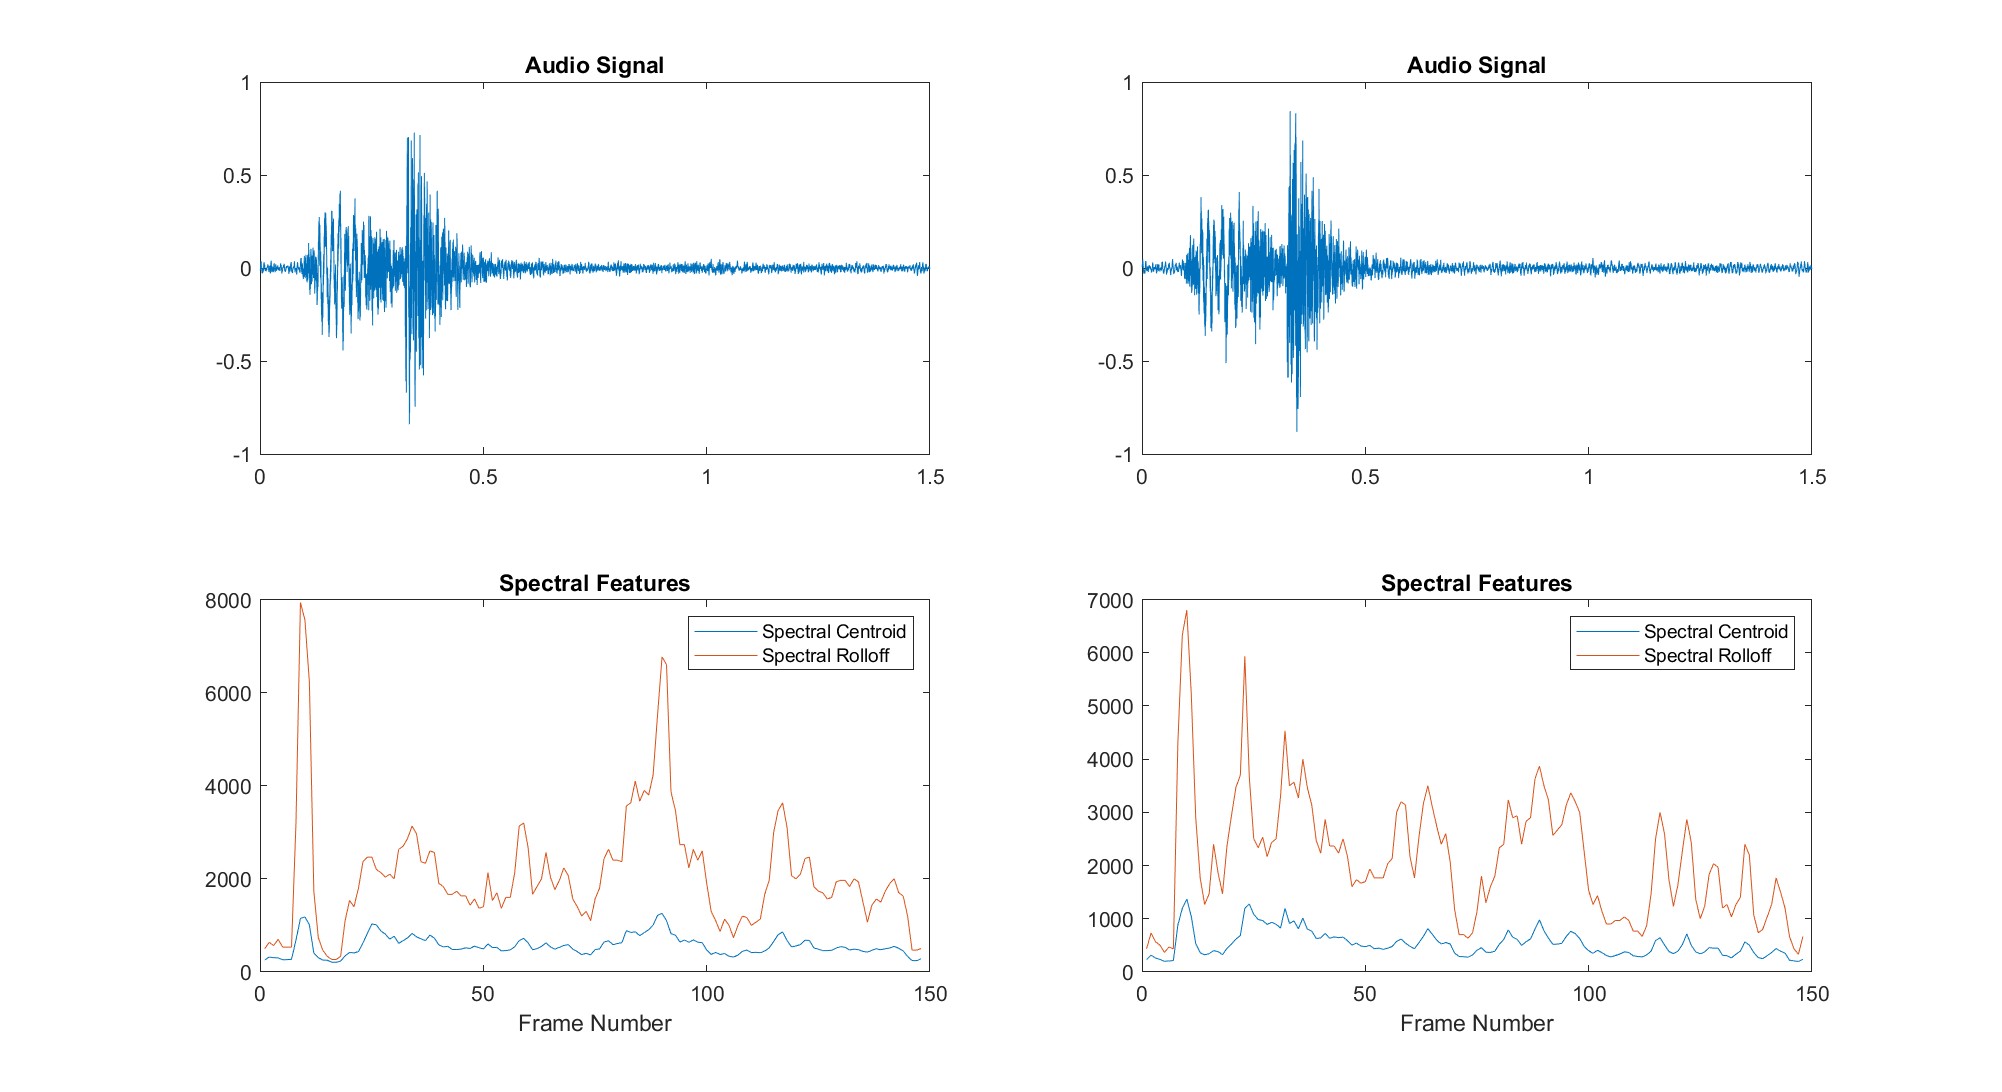 Audio Signal
1
0.5
0
-0.5
-1
0 0.5 1 1.5
Audio Signal
1
0.5
0
-0.5
-1
0 0.5 1 1.5
Spectral Features
8000
6000
4000
2000
0
0 50 100 150
Spectral Centroid
Spectral Rolloff
Frame Number
Spectral Features
7000
6000
5000
4000
3000
2000
1000
0
0 50 100 150
Spectral Centroid
Spectral Rolloff
Frame Number